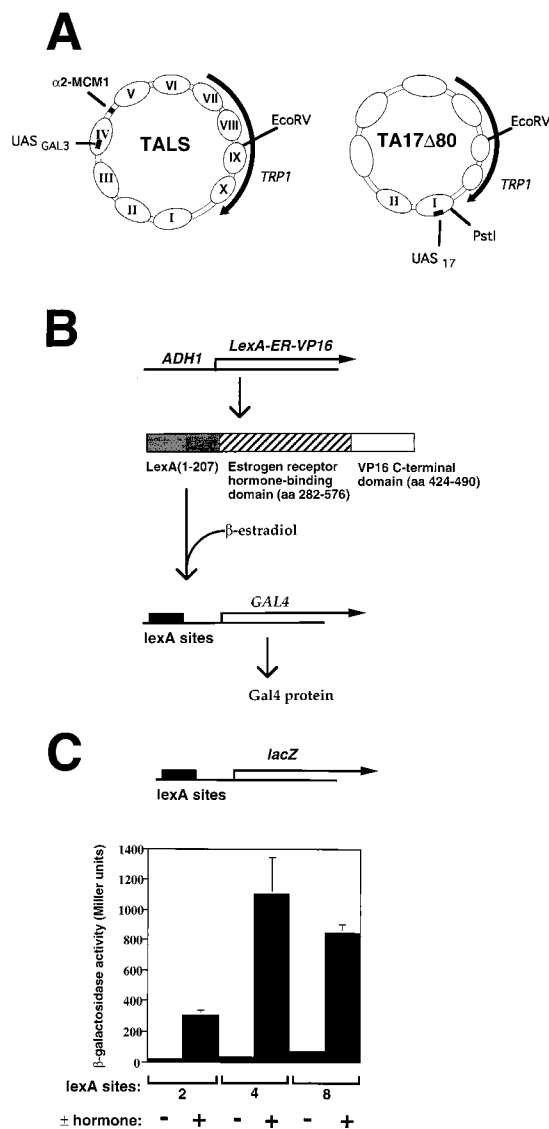 A
α2-MCM1
V
VI
VII
VIII
EcoRV
IX
TRP1
X
I
II
III
IV
UAS GAL3
TALS
TA17Δ80
EcoRV
TRP1
PstI
I
II
UAS 17
B
ADH1
LexA-ER-VP16
LexA(1-207)
Estrogen receptor
hormone-binding
domain (aa 282-576)
VP16 C-terminal
domain (aa 424-490)
β-estradiol
GAL4
lexA sites
Gal4 protein
C
lacZ
lexA sites
β-galactosidase activity (Miller units)
1400
1200
1000
800
600
400
200
0
lexA sites:
2 4 8
± hormone: - + - + - +